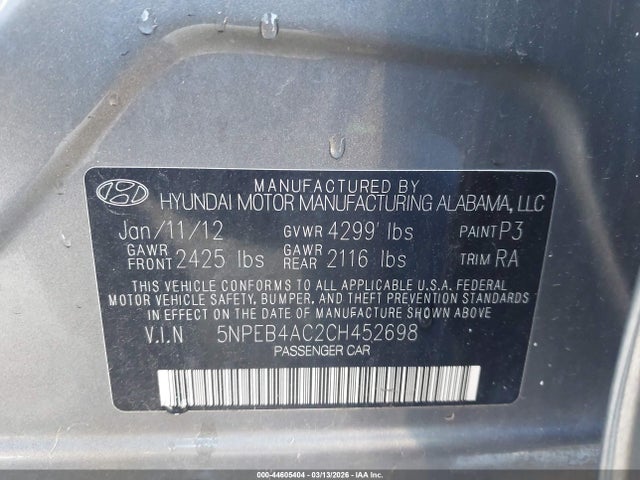 MANUFACTURED BY
HYUNDAI MOTOR MANUFACTURING ALABAMA, LLC
Jan/11/12 GVWR 4299 lbs PAINT P3
GAWR FRONT 2425 lbs GAWR REAR 2116 lbs TRIM RA
THIS VEHICLE CONFORMS TO ALL APPLICABLE U.S.A. FEDERAL
MOTOR VEHICLE SAFETY, BUMPER, AND THEFT PREVENTION STANDARDS
IN EFFECT ON THE DATE OF MANUFACTURE SHOWN ABOVE.
V.I.N 5NPEB4AC2CH452698
PASSENGER CAR
000-44605404 | 03/13/2026 | IAA Inc.